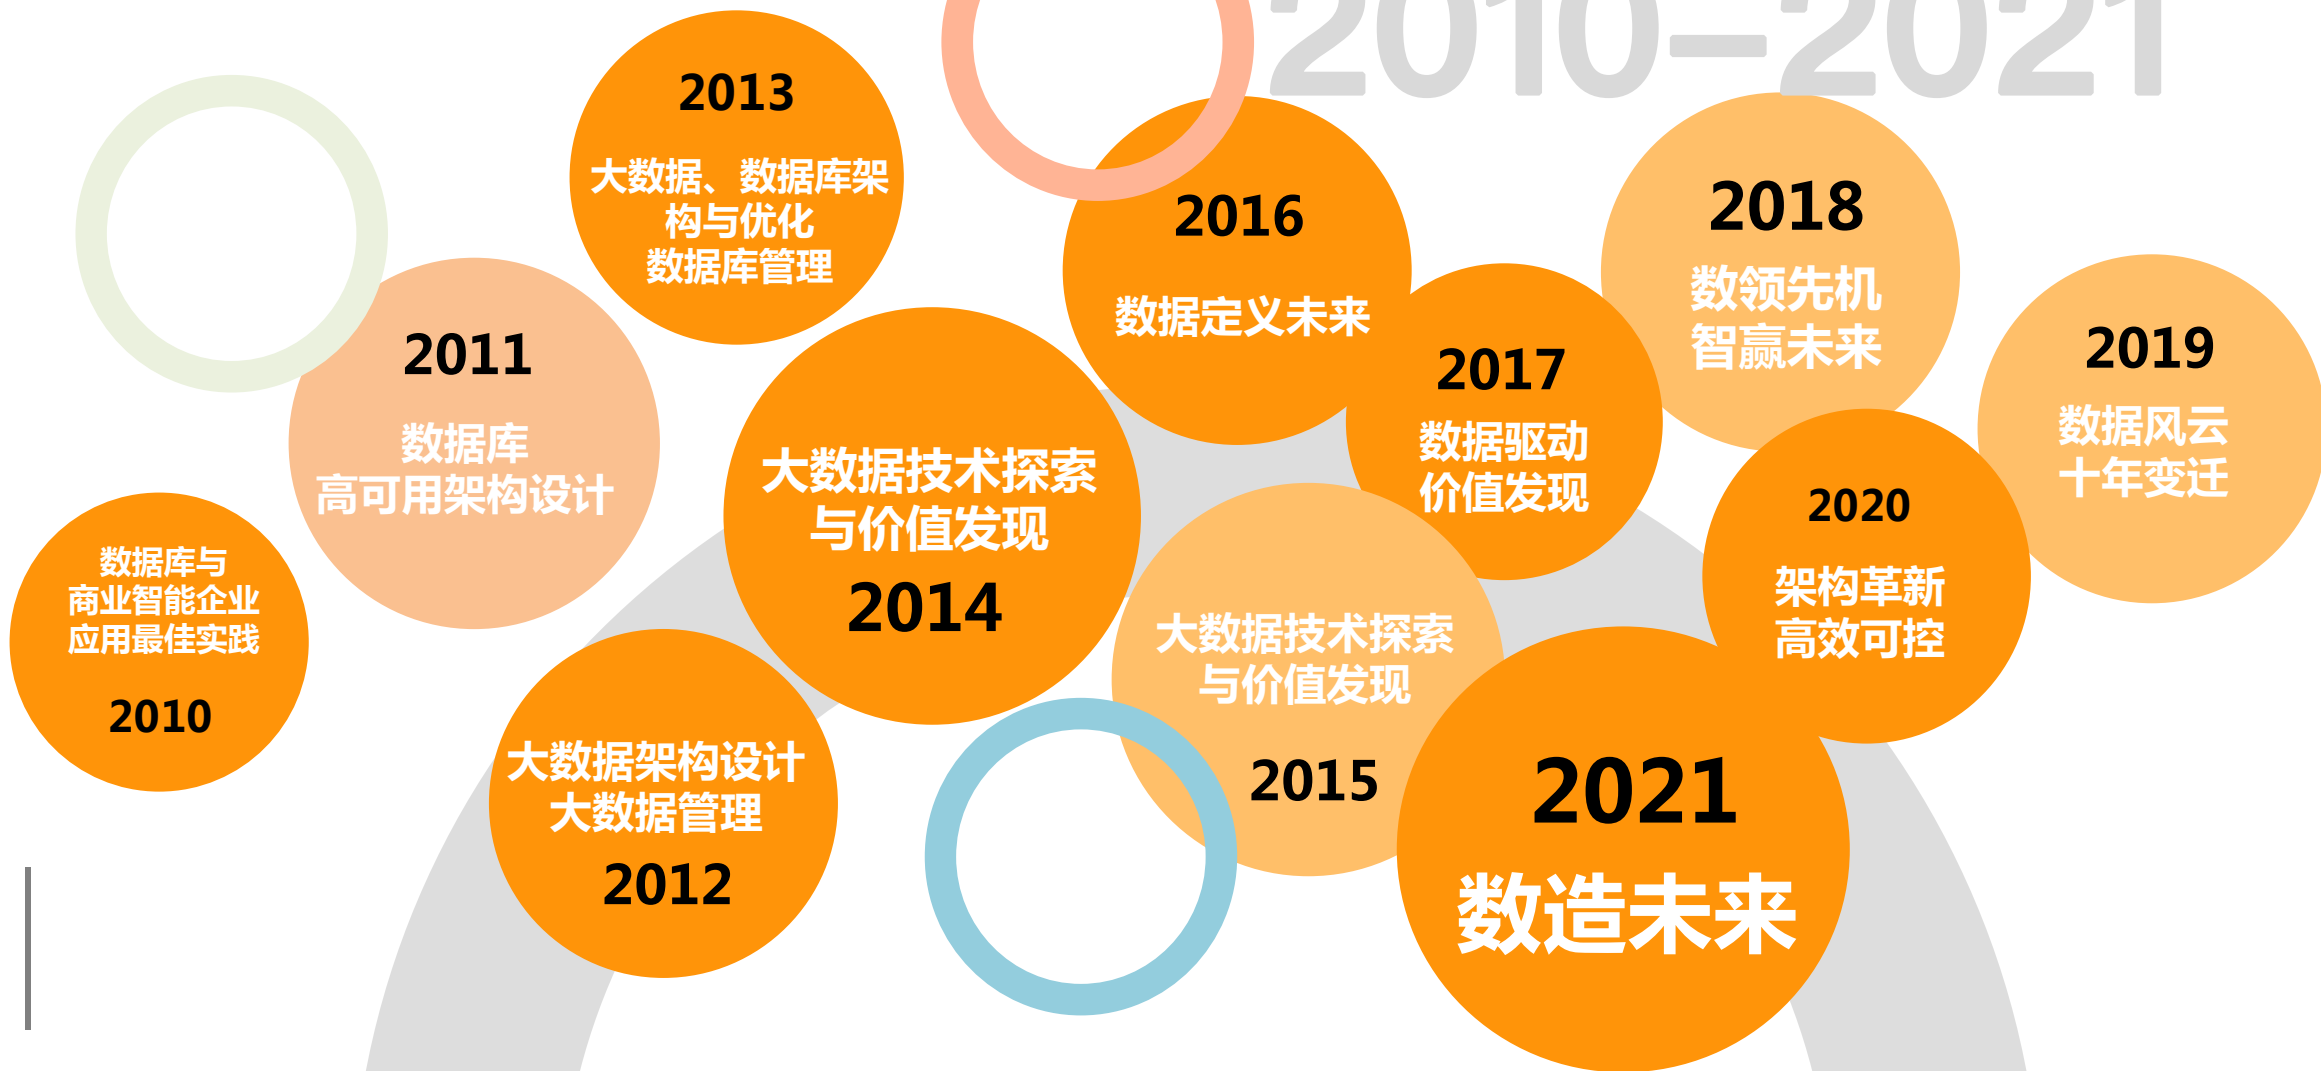 2010-2021
2010
数据库与
商业智能企业
应用最佳实践
2011
数据库
高可用架构设计
大数据架构设计
大数据管理
2012
2013
大数据、数据库架
构与优化
数据库管理
大数据技术探索
与价值发现
2014
大数据技术探索
与价值发现
2015
2016
数据定义未来
2017
数据驱动
价值发现
2018
数领先机
智赢未来
2019
数据风云
十年变迁
2020
架构革新
高效可控
2021
数造未来